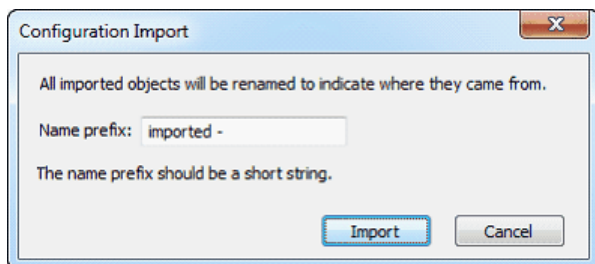 Configuration Import
All imported objects will be renamed to indicate where they came from.
Name prefix: imported -
The name prefix should be a short string.
Import Cancel